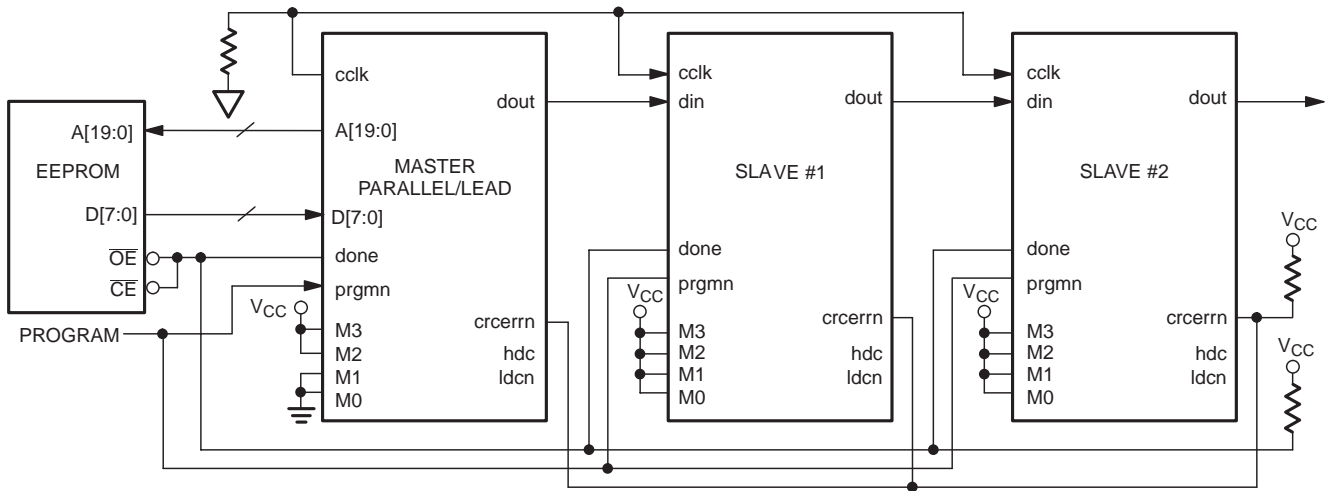 EEPROM
A[19:0]
D[7:0]
OE
CE
PROGRAM
cclk
dout
A[19:0]
MASTER
PARALLEL/LEAD
D[7:0]
done
prgmn
VCC
M3
M2
M1
M0
crcerrn
hdc
ldcn
cclk
din
dout
SLAVE #1
done
prgmn
VCC
M3
M2
M1
M0
crcerrn
hdc
ldcn
cclk
din
dout
SLAVE #2
done
prgmn
VCC
M3
M2
M1
M0
crcerrn
hdc
ldcn
VCC
VCC